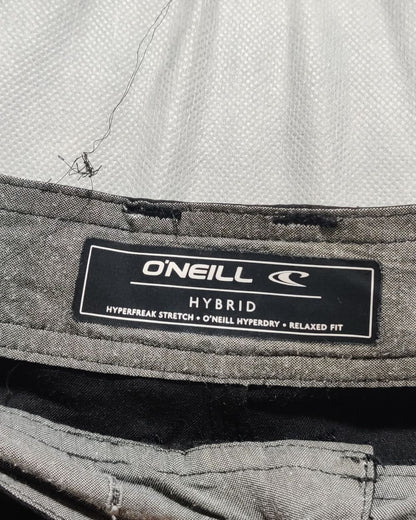 O'NEILL
HYBRID
HYPERFREAK STRETCH • O'NEILL HYPERDRY • RELAXED FIT